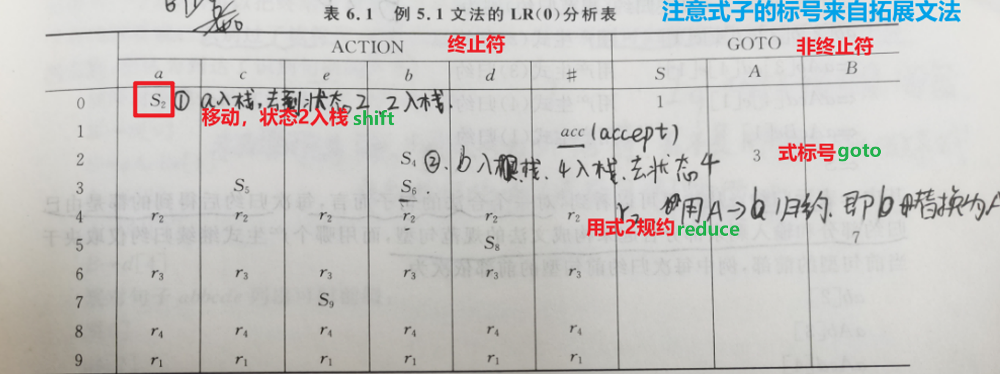 表 6.1 例 5.1 文法的 LR(0)分析表 注意式子的标号来自拓展文法
ACTION 终止符 GOTO 非终止符
a c e b d # S A B
0 S2 ① a入栈,去到状态2 2入栈. 1
移动，状态2入栈 shift
1 acc (accept)
2 S4 ②. b入栈. 4入栈. 去状态4 3 式标号goto
3 S5 S6
4 r2 r2 r2 r2 r2 r2 r2 用A→b归约. 即b替换为A
用式2规约reduce
5 S8 7
6 r3 r3 r3 r3 r3 r3
7 S9
8 r4 r4 r4 r4 r4 r4
9 r1 r1 r1 r1 r1 r1